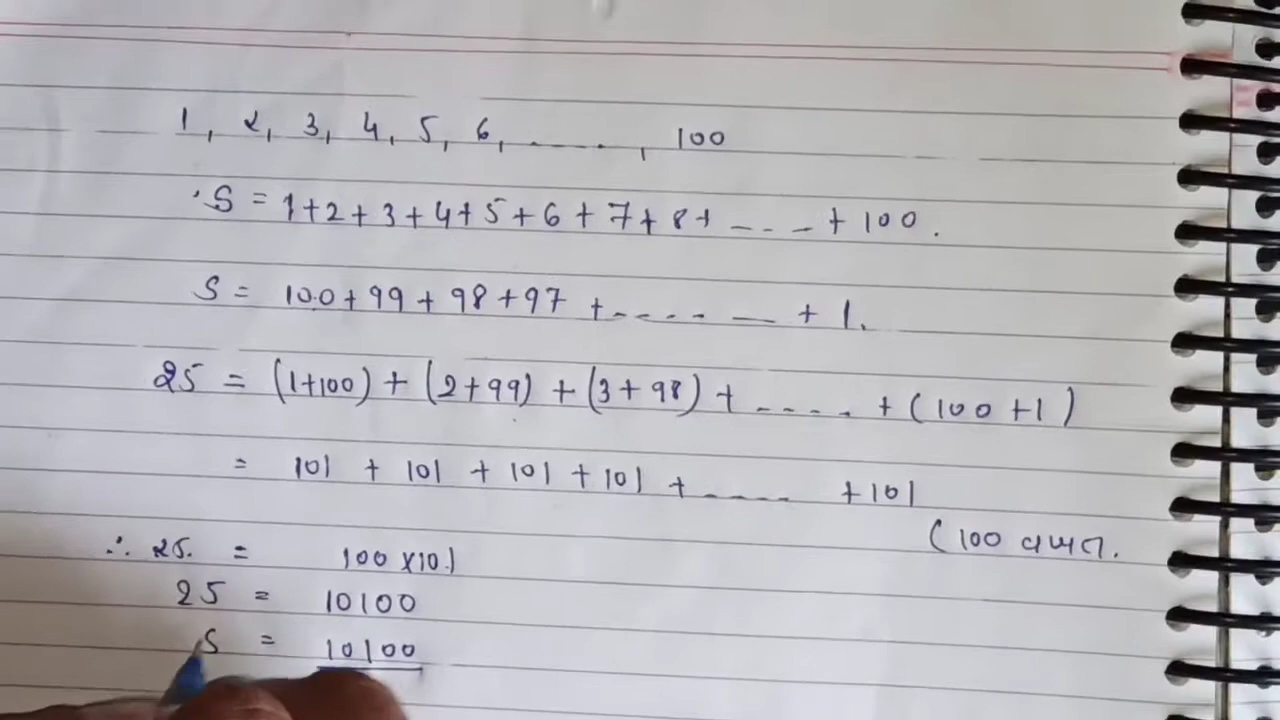 1, 2, 3, 4, 5, 6, ....., 100
S = 1+2+3+4+5+6+7+8+ ---- + 100.
S = 100+99+98+97 +------ + 1.
2S = (1+100)+(2+99)+(3+98)+ ---- +(100+1)
= 101 + 101 + 101 + 101 + ---- + 101
(100 વખત.
∴ 2S. = 100 × 101
2S = 10100
S = 10100